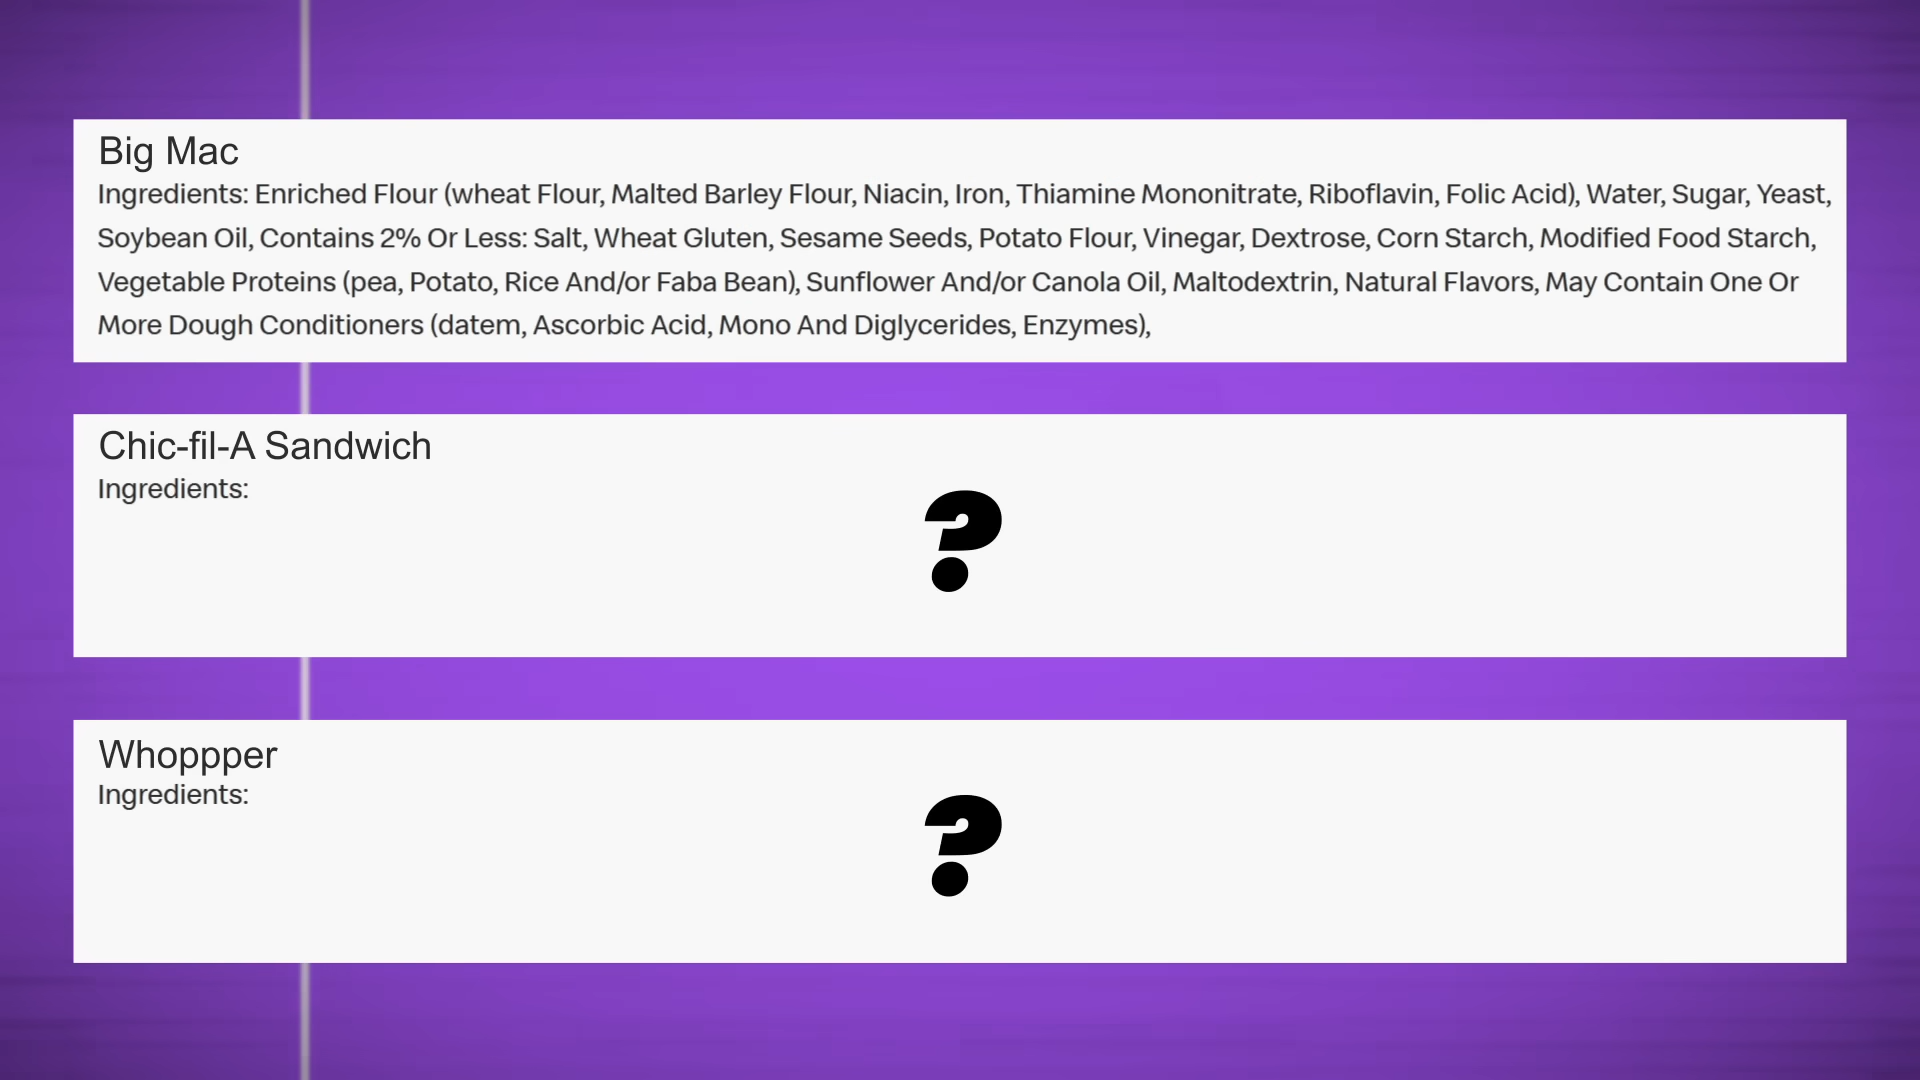 Big Mac
Ingredients: Enriched Flour (wheat Flour, Malted Barley Flour, Niacin, Iron, Thiamine Mononitrate, Riboflavin, Folic Acid), Water, Sugar, Yeast,
Soybean Oil, Contains 2% Or Less: Salt, Wheat Gluten, Sesame Seeds, Potato Flour, Vinegar, Dextrose, Corn Starch, Modified Food Starch,
Vegetable Proteins (pea, Potato, Rice And/or Faba Bean), Sunflower And/or Canola Oil, Maltodextrin, Natural Flavors, May Contain One Or
More Dough Conditioners (datem, Ascorbic Acid, Mono And Diglycerides, Enzymes),
Chic-fil-A Sandwich
Ingredients:
?
Whoppper
Ingredients:
?